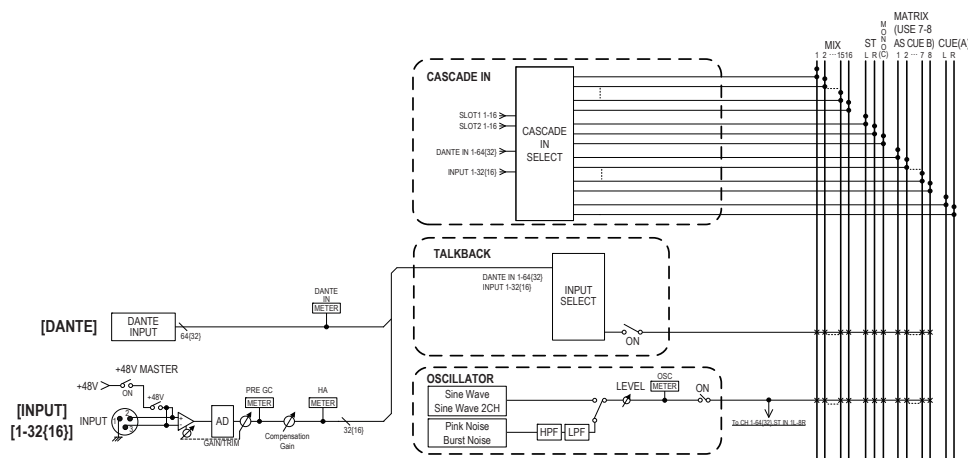 MATRIX
(USE 7-8
MIX ST MONO(C) AS CUE B) CUE(A)
1 2 ··· 1516 L R 1 2 ··· 7 8 L R
CASCADE IN
SLOT1 1-16
SLOT2 1-16
DANTE IN 1-64{32}
INPUT 1-32{16}
CASCADE
IN
SELECT
TALKBACK
DANTE IN 1-64{32}
INPUT 1-32{16}
INPUT
SELECT
ON
[DANTE]
DANTE
INPUT
64{32}
DANTE
IN
METER
+48V MASTER
+48V
ON
+48V
[INPUT]
[1-32{16}]
INPUT
1
2
3
AD
GAIN/TRIM
PRE GC
METER
Compensation
Gain
HA
METER
32{16}
OSCILLATOR
Sine Wave
Sine Wave 2CH
Pink Noise
Burst Noise
HPF
LPF
LEVEL
OSC
METER
ON
To CH 1-64{32},ST IN 1L-8R